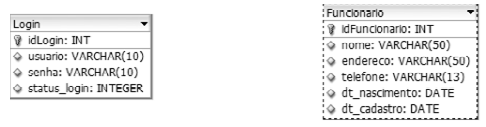 Login
idLogin: INT
usuario: VARCHAR(10)
senha: VARCHAR(10)
status_login: INTEGER
Funcionario
idFuncionario: INT
nome: VARCHAR(50)
endereco: VARCHAR(50)
telefone: VARCHAR(13)
dt_nascimento: DATE
dt_cadastro: DATE